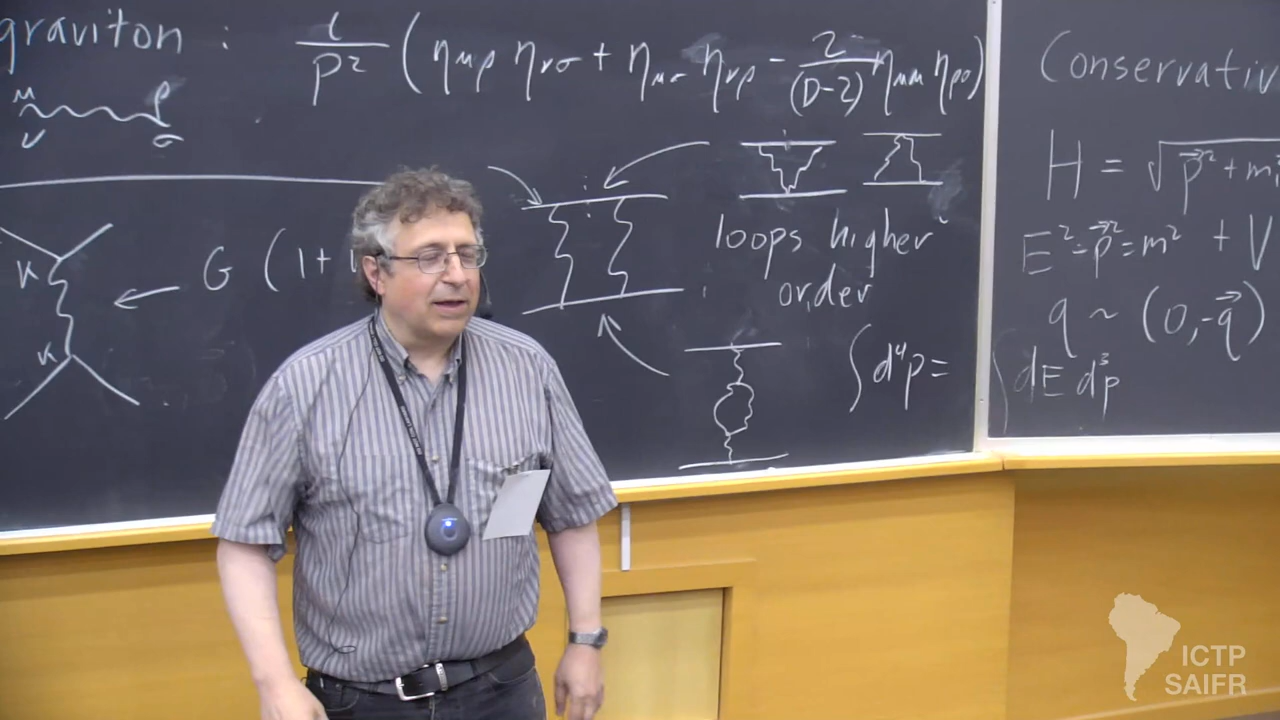 graviton : i/p² ( ημρ ηνσ + ημσ ηνρ − 2/(D-2) ημν ηρσ )
μ ρ
ν σ
κ
κ
G (1+
loops higher
order
∫ d⁴p =
Conservativ
H = √p⃗² + m²
E² = p⃗² = m² + V
q ~ (0, -q⃗)
∫ dE d³p
ICTP
SAIFR